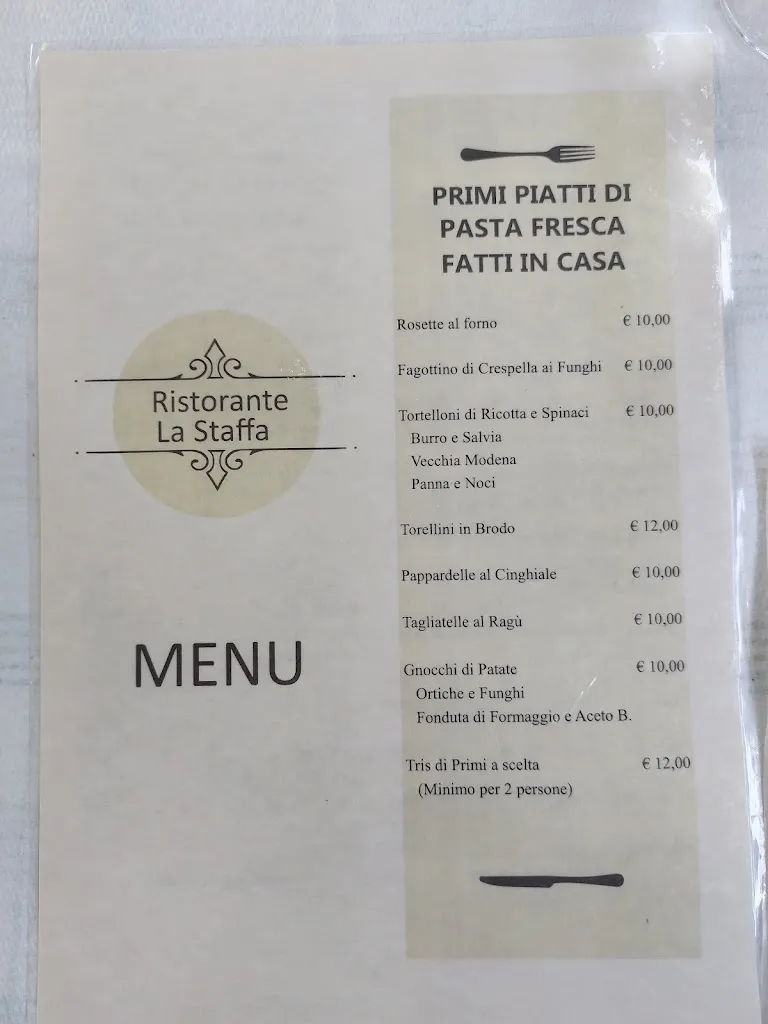 Ristorante
La Staffa
MENU
PRIMI PIATTI DI
PASTA FRESCA
FATTI IN CASA
Rosette al forno € 10,00
Fagottino di Crespella ai Funghi € 10,00
Tortelloni di Ricotta e Spinaci € 10,00
Burro e Salvia
Vecchia Modena
Panna e Noci
Torellini in Brodo € 12,00
Pappardelle al Cinghiale € 10,00
Tagliatelle al Ragù € 10,00
Gnocchi di Patate € 10,00
Ortiche e Funghi
Fonduta di Formaggio e Aceto B.
Tris di Primi a scelta € 12,00
(Minimo per 2 persone)